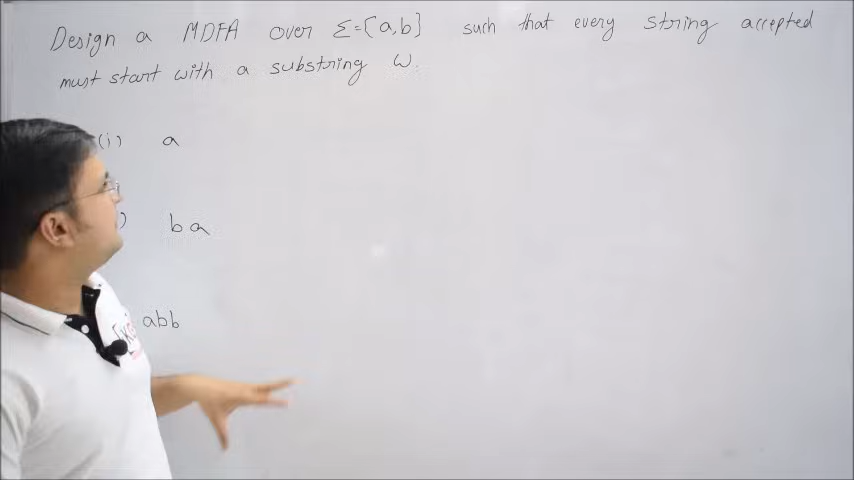 Design a MDFA over Σ={a,b} such that every string accepted
must start with a substring W.
(i) a
) ba
abb